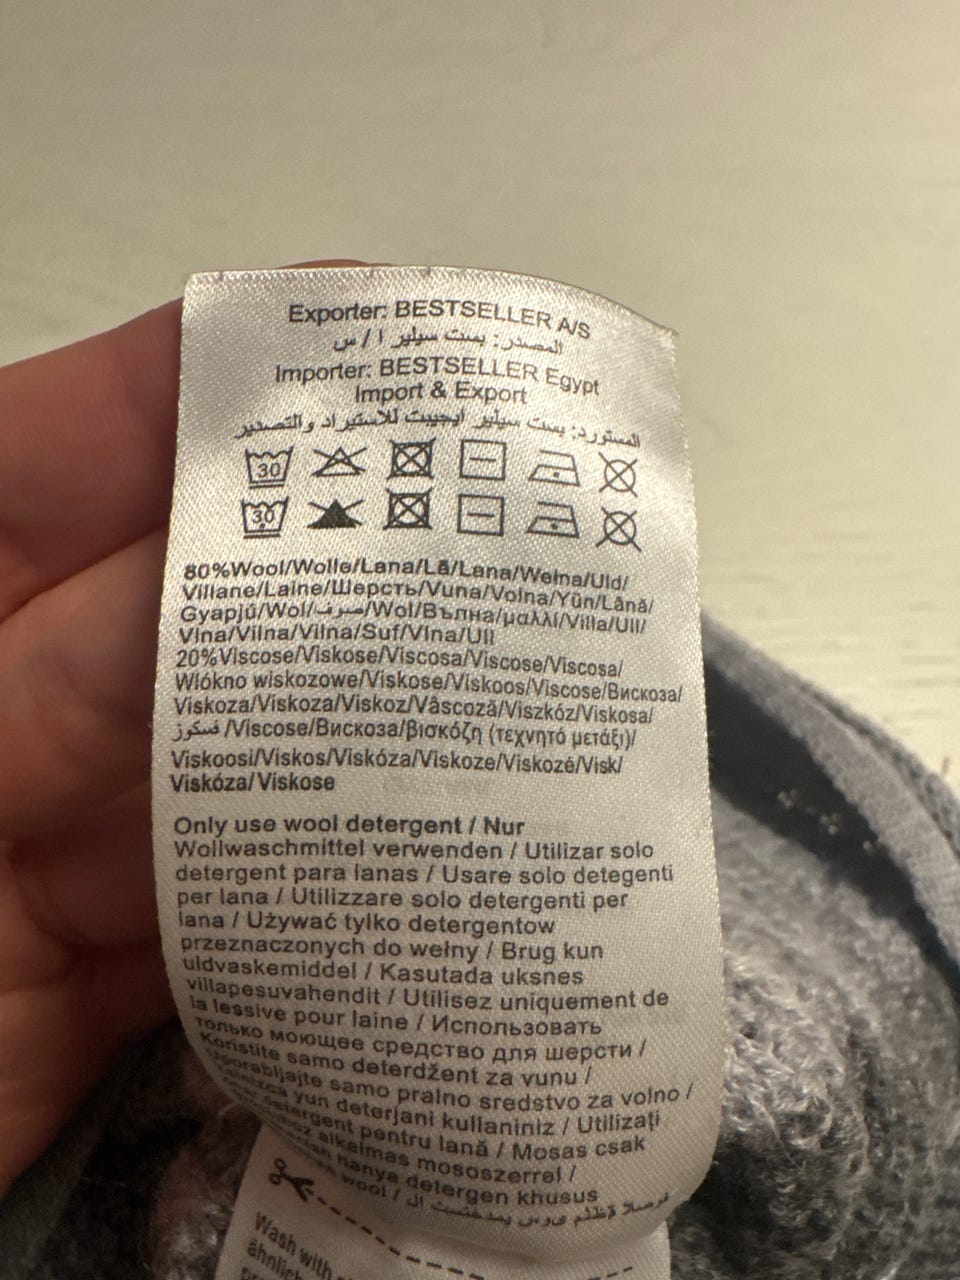 Exporter: BESTSELLER A/S
المصدر: بست سيلير ا / س
Importer: BESTSELLER Egypt
Import & Export
المستورد: بست سيلير ايجيبت للاستيراد والتصدير
30
30
80%Wool/Wolle/Lana/Lã/Lana/Wełna/Uld/
Villane/Laine/Шерсть/Vuna/Volna/Yün/Lână/
Gyapjú/Wol/صوف/Wol/Вълна/μαλλί/Villa/Ull/
Vlna/Vilna/Vilna/Suf/Vlna/Ull
20%Viscose/Viskose/Viscosa/Viscose/Viscosa/
Włókno wiskozowe/Viskose/Viskoos/Viscose/Вискоза/
Viskoza/Viskoza/Viskoz/Vâscoză/Viszkóz/Viskosa/
فسكوز /Viscose/Вискоза/βισκόζη (τεχνητό μετάξι)/
Viskoosi/Viskos/Viskóza/Viskoze/Viskozé/Visk/
Viskóza/Viskose
Only use wool detergent / Nur
Wollwaschmittel verwenden / Utilizar solo
detergent para lanas / Usare solo detegenti
per lana / Utilizzare solo detergenti per
lana / Używać tylko detergentow
przeznaczonych do wełny / Brug kun
uldvaskemiddel / Kasutada uksnes
villapesuvahendit / Utilisez uniquement de
la lessive pour laine / Использовать
только моющее средство для шерсти /
Koristite samo deterdžent za vunu /
Uporabljajte samo pralno sredstvo za volno /
yun deterjani kullaniniz / Utilizați
detergent pentru lană / Mosas csak
alkalmas mososzerrel /
hanya detergen khusus
wool /
Wash with
ähnlich